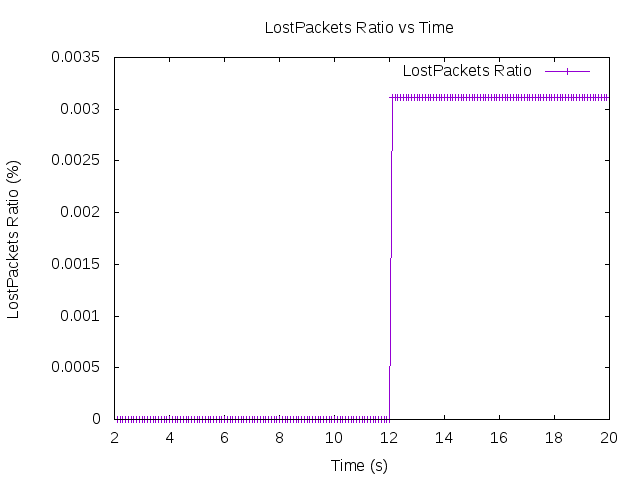 LostPackets Ratio vs Time
LostPackets Ratio
0.0035
0.003
0.0025
0.002
0.0015
0.001
0.0005
0
LostPackets Ratio (%)
2 4 6 8 10 12 14 16 18 20
Time (s)